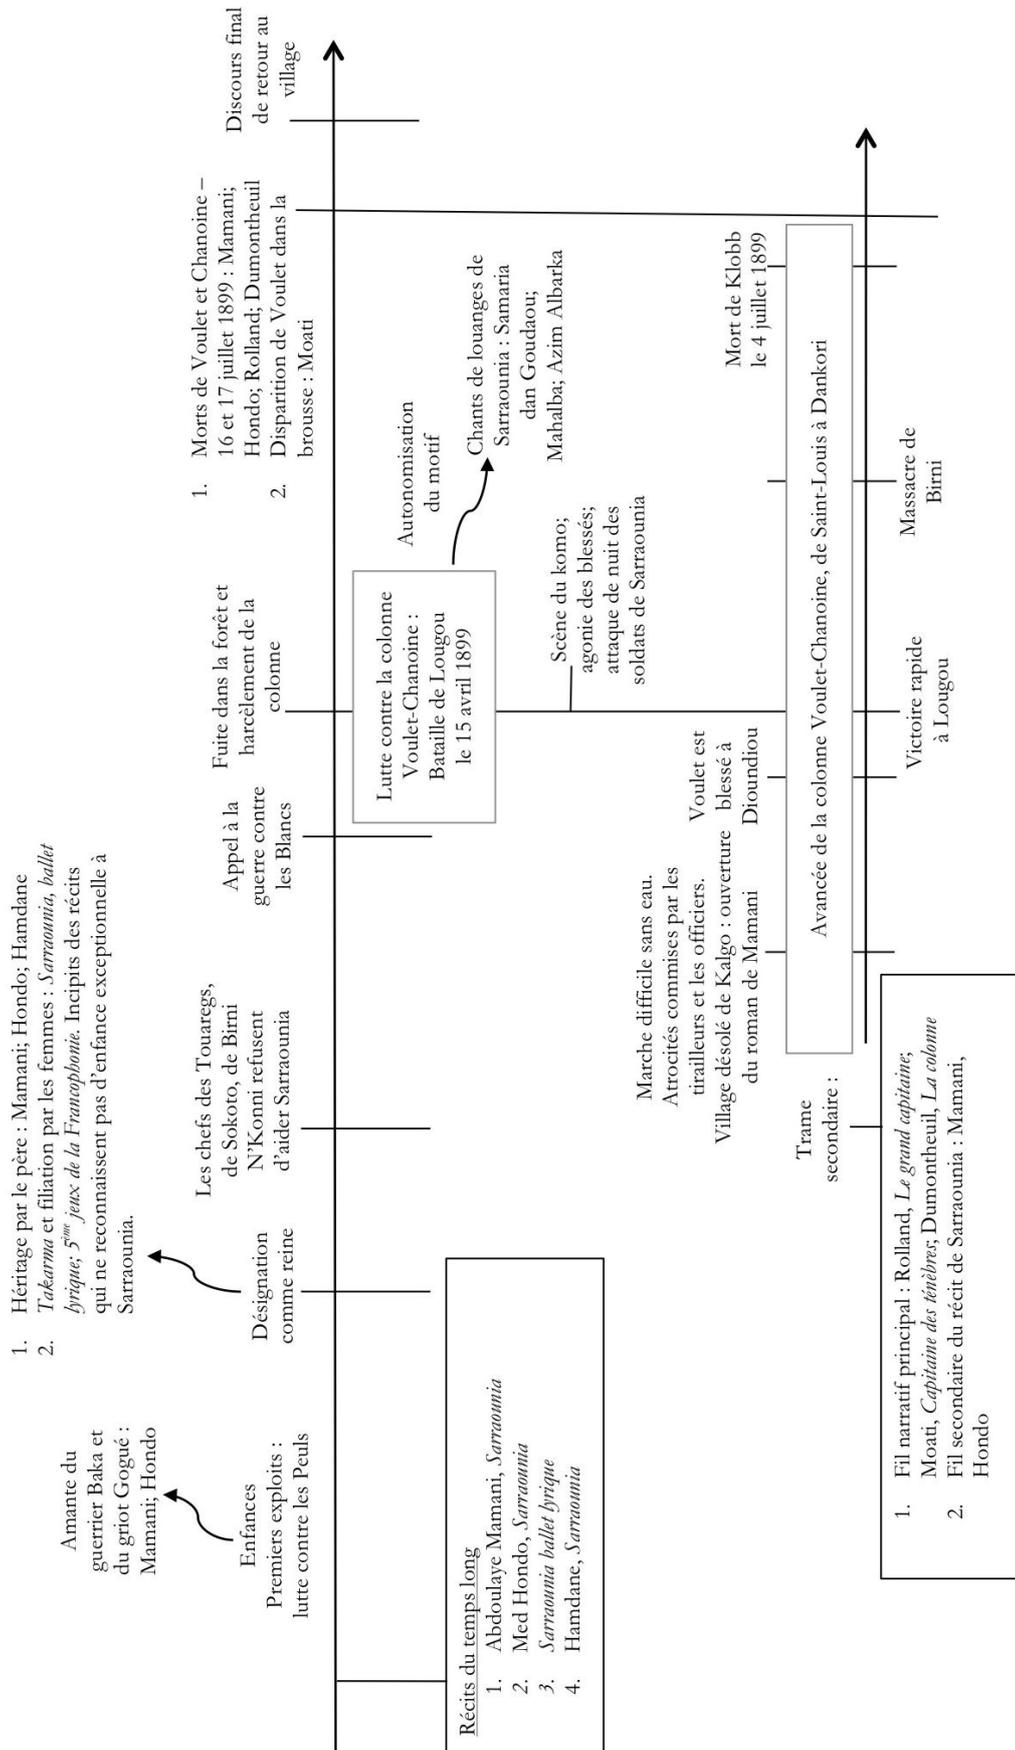 Amante du
guerrier Baka et
du griot Gogué :
Mamani; Hondo
Enfances
Premiers exploits :
lutte contre les Peuls
1. Héritage par le père : Mamani; Hondo; Hamdane
2. Takarma et filiation par les femmes : Sarraounia, ballet
lyrique; 5ème jeux de la Francophonie. Incipits des récits
qui ne reconnaissent pas d’enfance exceptionnelle à
Sarraounia.
Désignation
comme reine
Les chefs des Touaregs,
de Sokoto, de Birni
N’Konni refusent
d’aider Sarraounia
Appel à la
guerre contre
les Blancs
Fuite dans la forêt et
harcèlement de la
colonne
1. Morts de Voulet et Chanoine –
16 et 17 juillet 1899 : Mamani;
Hondo; Rolland; Dumontheuil
2. Disparition de Voulet dans la
brousse : Moati
Discours final
de retour au
village
Récits du temps long
1. Abdoulaye Mamani, Sarraounia
2. Med Hondo, Sarraounia
3. Sarraounia ballet lyrique
4. Hamdane, Sarraounia
Lutte contre la colonne
Voulet-Chanoine :
Bataille de Lougou
le 15 avril 1899
Autonomisation
du motif
Chants de louanges de
Sarraounia : Samaria
dan Goudaou;
Mahalba; Azim Albarka
Scène du komo;
agonie des blessés;
attaque de nuit des
soldats de Sarraounia
Marche difficile sans eau.
Atrocités commises par les
tirailleurs et les officiers.
Village désolé de Kalgo : ouverture
du roman de Mamani
Voulet est
blessé à
Dioundiou
Mort de Klobb
le 4 juillet 1899
Trame
secondaire :
Avancée de la colonne Voulet-Chanoine, de Saint-Louis à Dankori
Victoire rapide
à Lougou
Massacre de
Birni
1. Fil narratif principal : Rolland, Le grand capitaine;
Moati, Capitaine des ténèbres; Dumontheuil, La colonne
2. Fil secondaire du récit de Sarraounia : Mamani,
Hondo